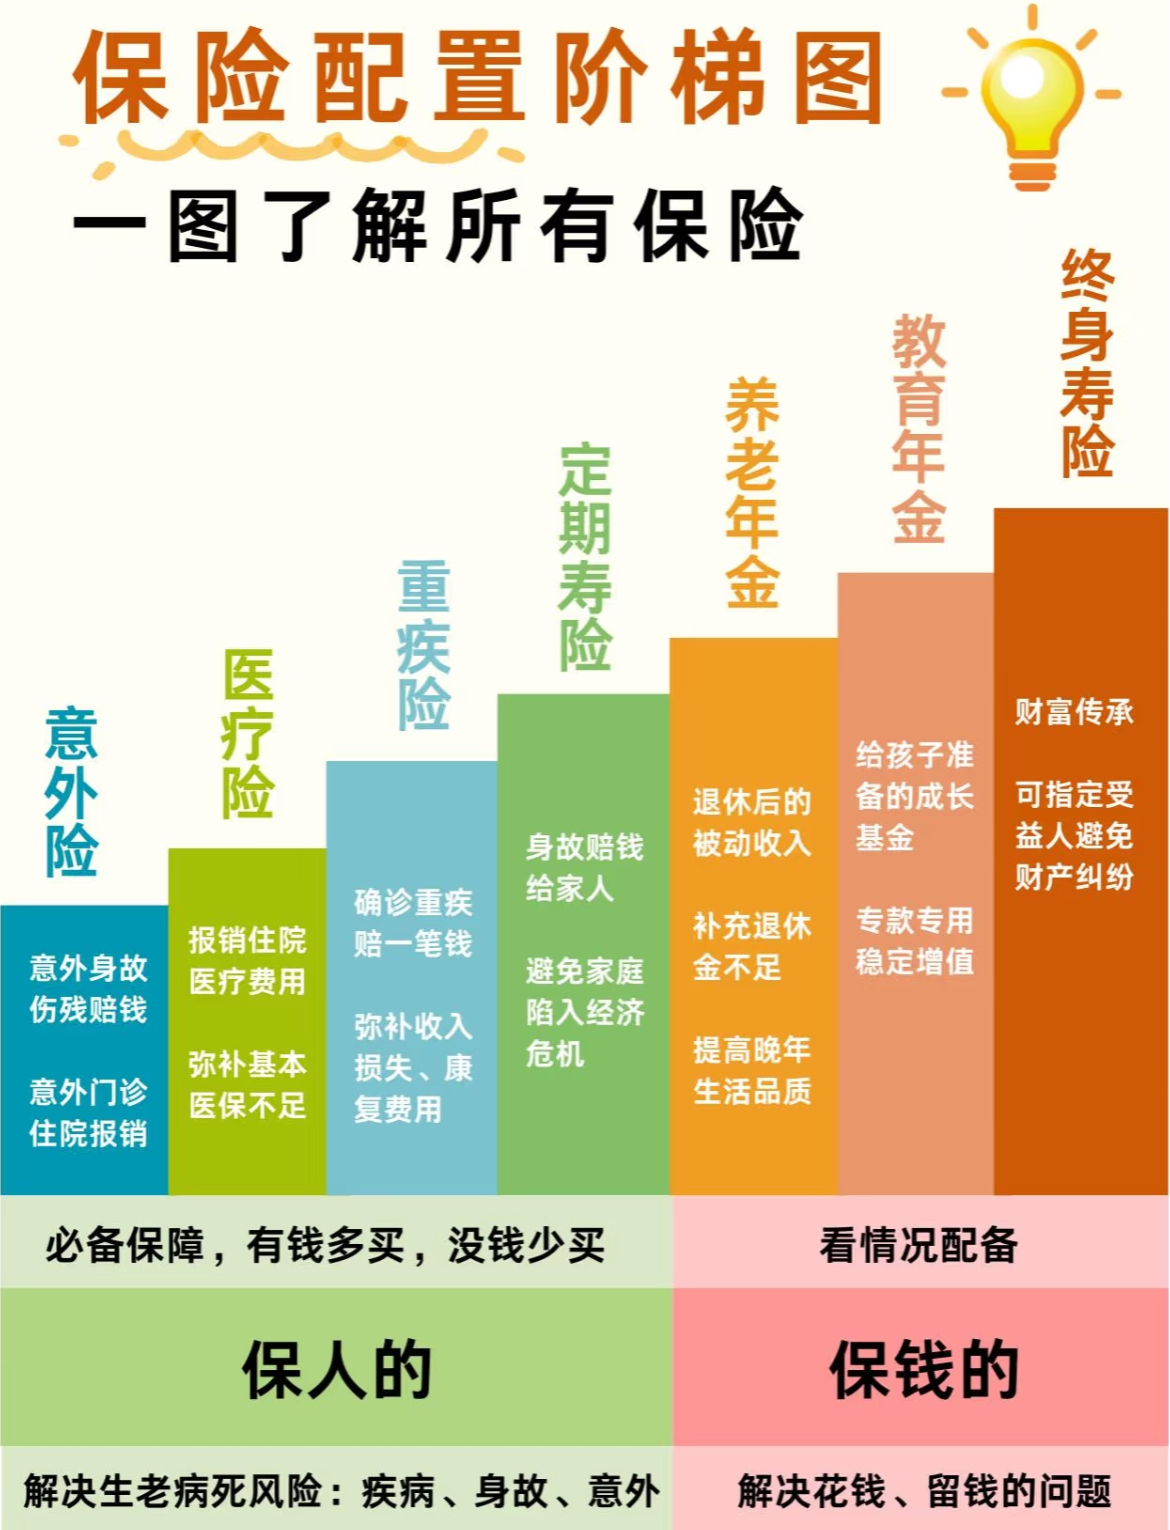 保险配置阶梯图
一图了解所有保险
意外险
意外身故
伤残赔钱
意外门诊
住院报销
医疗险
报销住院
医疗费用
弥补基本
医保不足
重疾险
确诊重疾
赔一笔钱
弥补收入
损失、康
复费用
定期寿险
身故赔钱
给家人
避免家庭
陷入经济
危机
养老年金
退休后的
被动收入
补充退休
金不足
提高晚年
生活品质
教育年金
给孩子准
备的成长
基金
专款专用
稳定增值
终身寿险
财富传承
可指定受
益人避免
财产纠纷
必备保障，有钱多买，没钱少买
看情况配备
保人的
保钱的
解决生老病死风险：疾病、身故、意外
解决花钱、留钱的问题